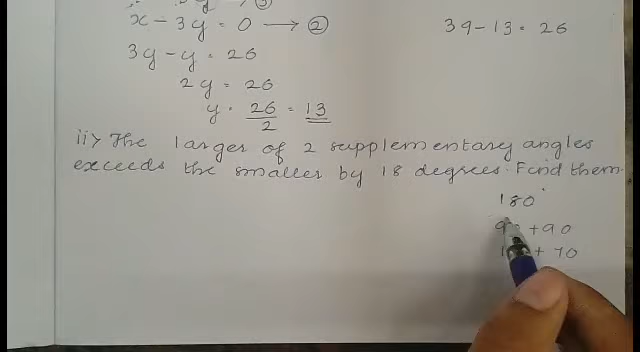 x - 3y = 0 → ②
39 - 13 = 26
3y - y = 26
2y = 26
y = 26/2 = 13
ii) The larger of 2 supplementary angles
exceeds the smaller by 18 degrees. Find them.
180°
+ 90
+ 70